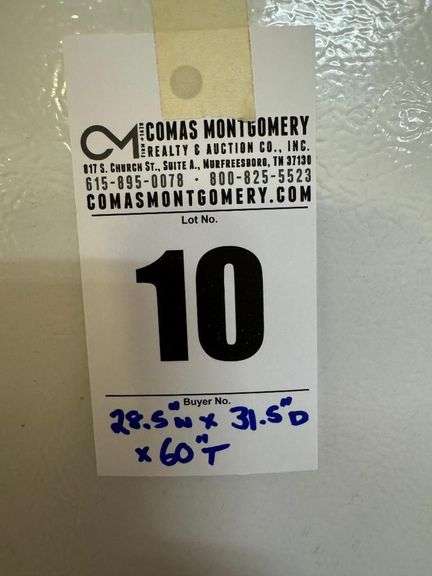 CM
COMAS MONTGOMERY
REALTY & AUCTION CO., INC.
817 S. CHURCH ST., SUITE A., MURFREESBORO, TN 37130
615-895-0078 · 800-825-5523
COMASMONTGOMERY.COM
Lot No.
10
Buyer No.
28.5"W x 31.5"D
x 60"T